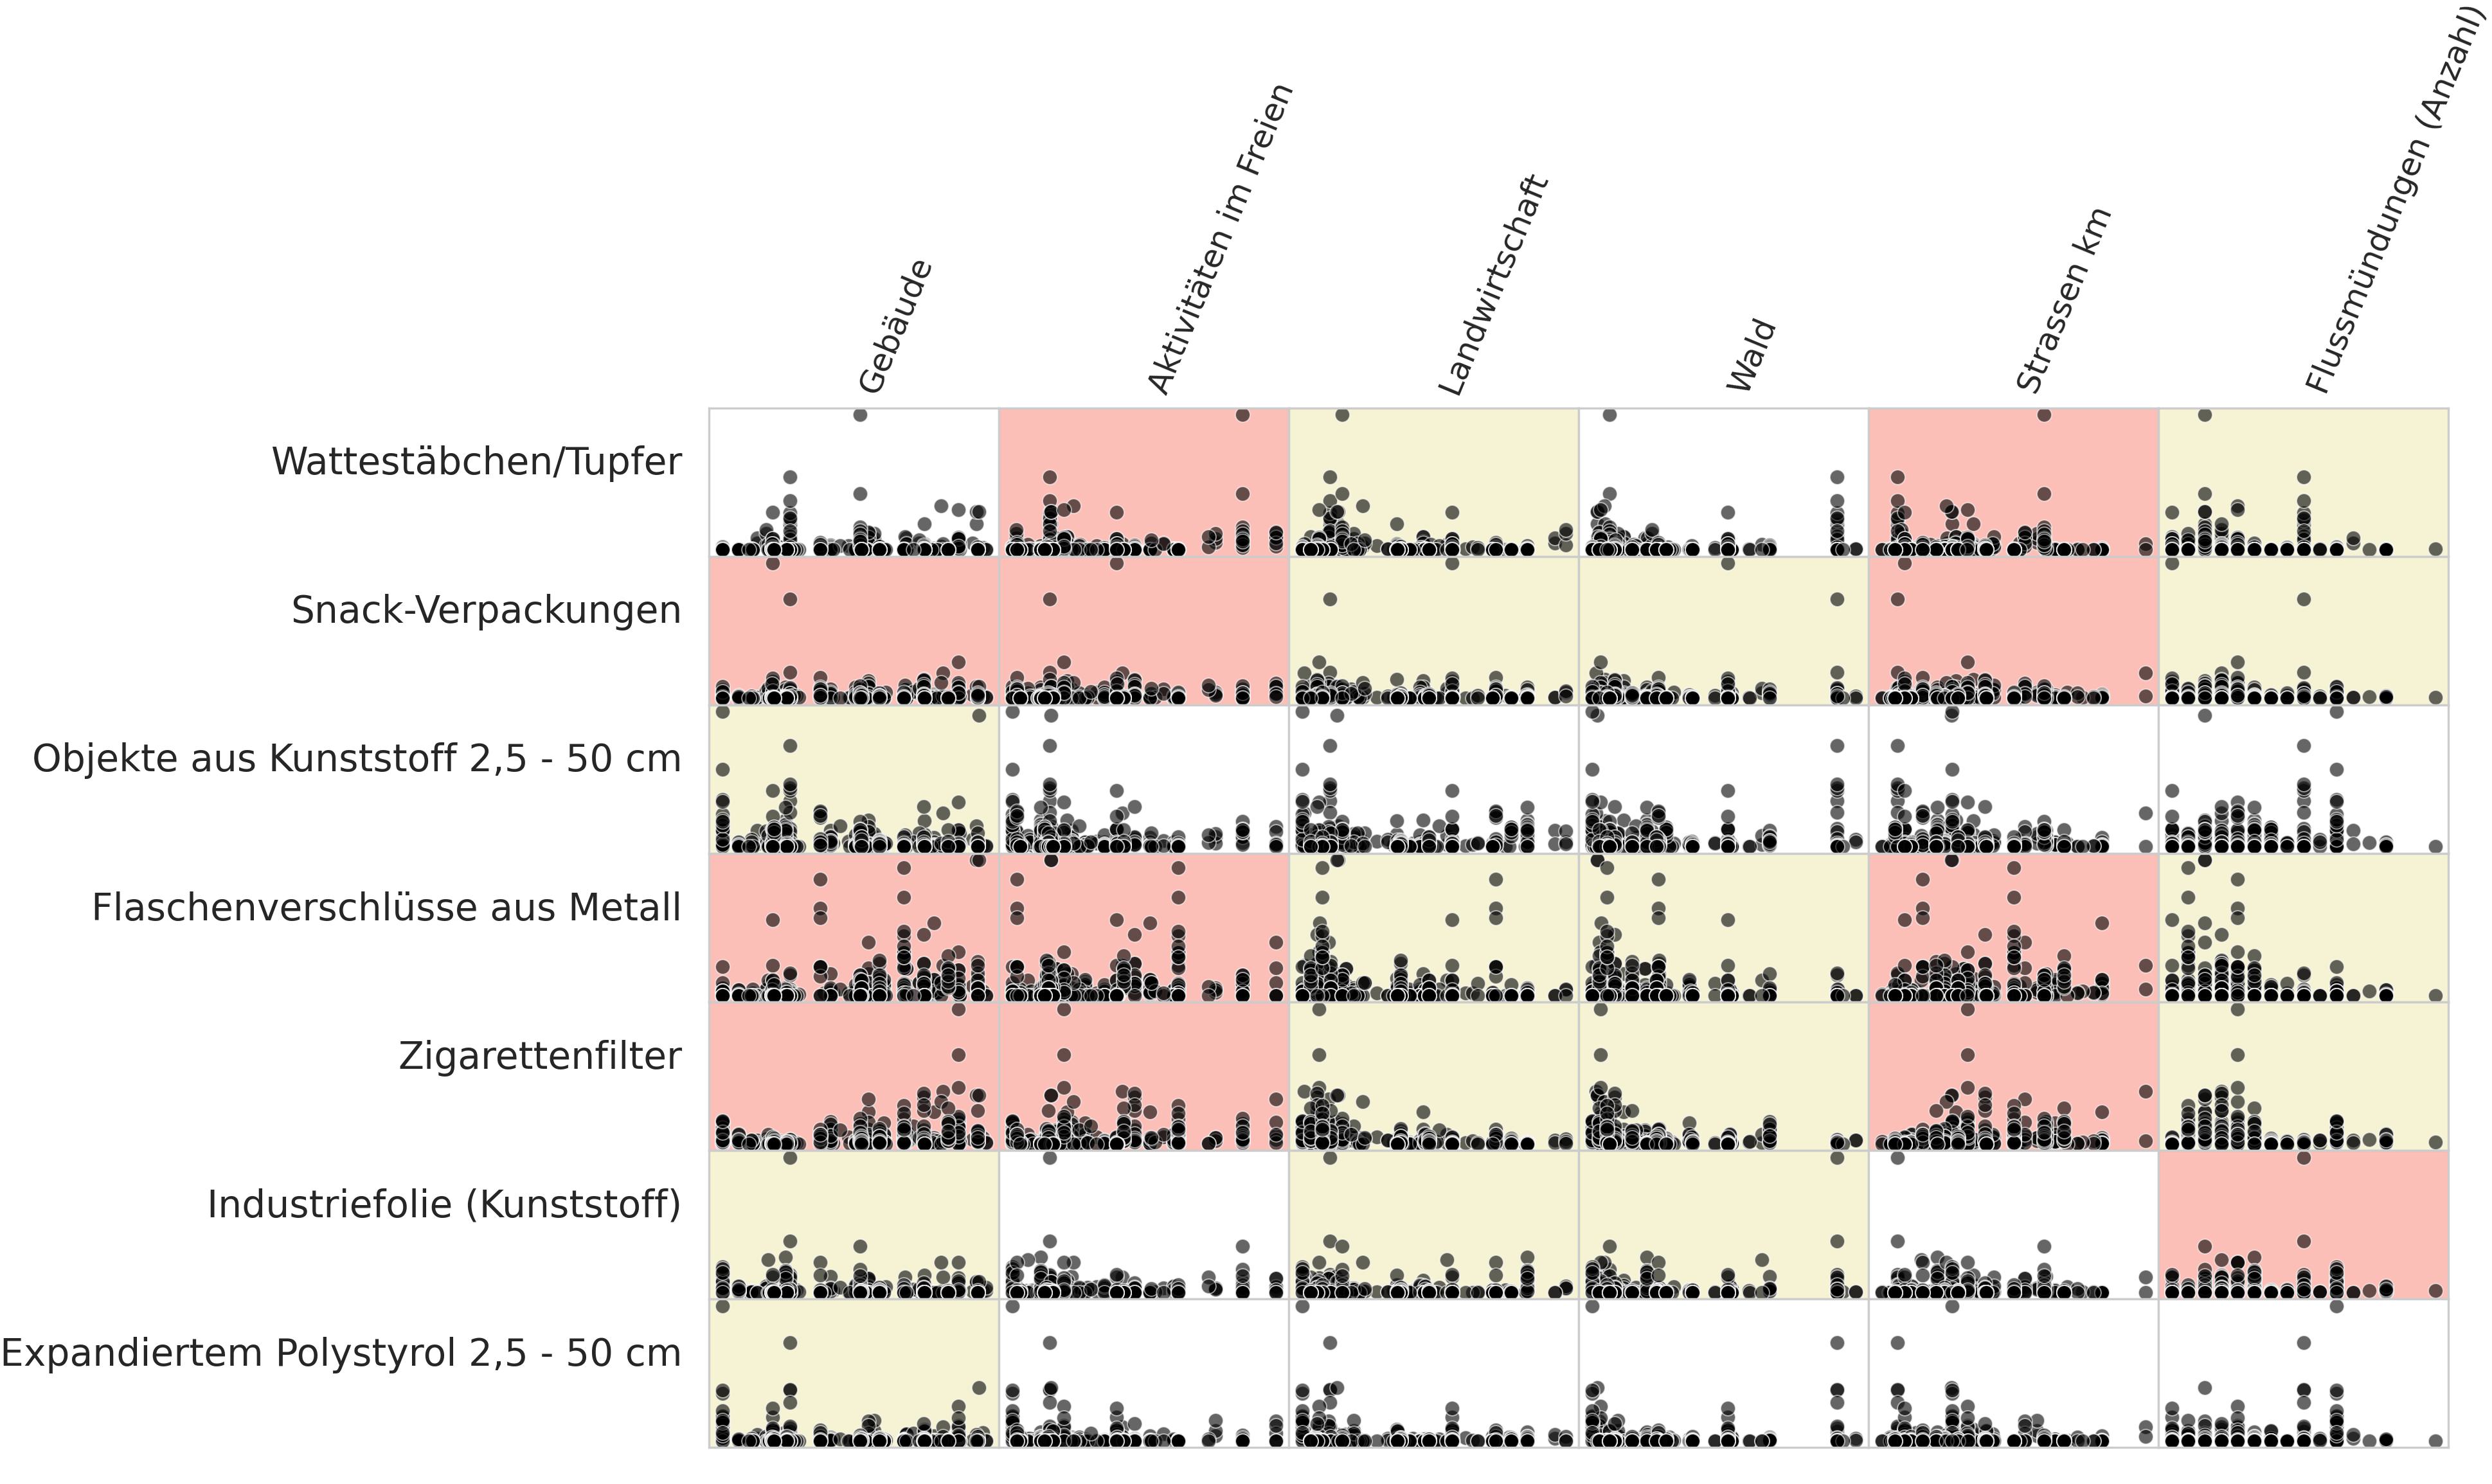 Gebäude
Aktivitäten im Freien
Landwirtschaft
Wald
Strassen km
Flussmündungen (Anzahl)
Wattestäbchen/Tupfer
Snack-Verpackungen
Objekte aus Kunststoff 2,5 - 50 cm
Flaschenverschlüsse aus Metall
Zigarettenfilter
Industriefolie (Kunststoff)
Expandiertem Polystyrol 2,5 - 50 cm